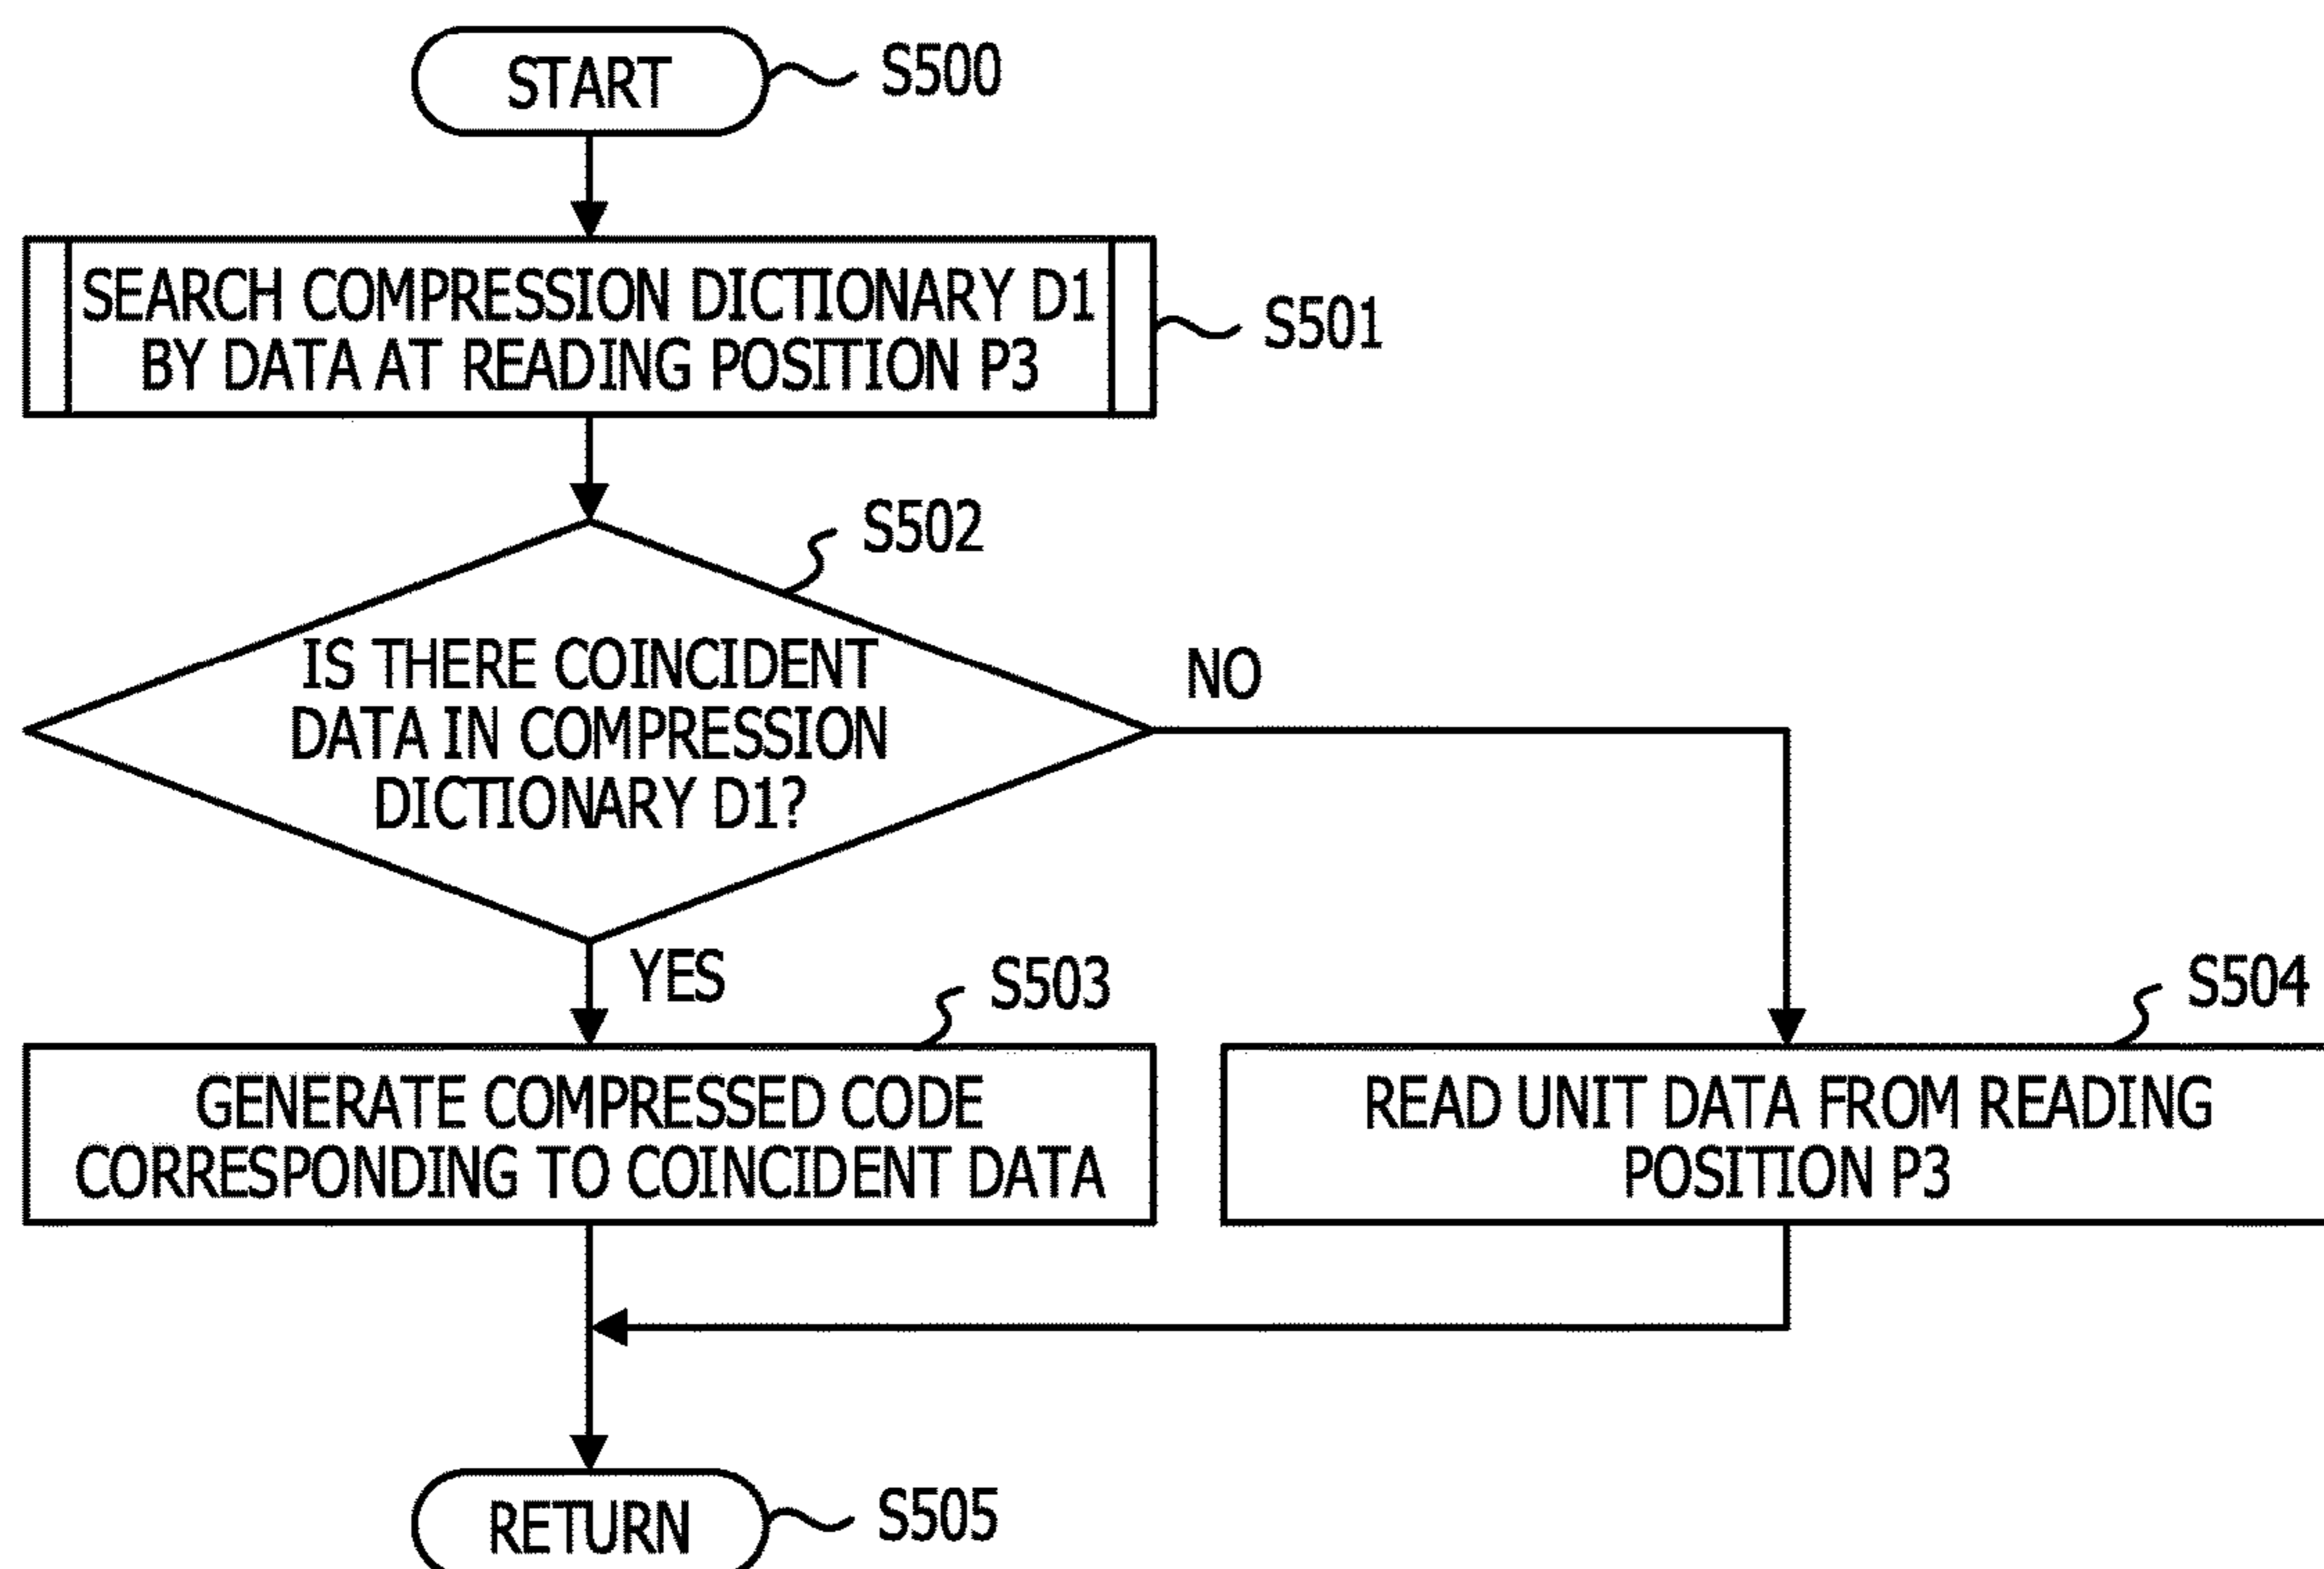 START
S500
SEARCH COMPRESSION DICTIONARY D1
BY DATA AT READING POSITION P3
S501
S502
IS THERE COINCIDENT
DATA IN COMPRESSION
DICTIONARY D1?
NO
YES
S503
GENERATE COMPRESSED CODE
CORRESPONDING TO COINCIDENT DATA
S504
READ UNIT DATA FROM READING
POSITION P3
RETURN
S505